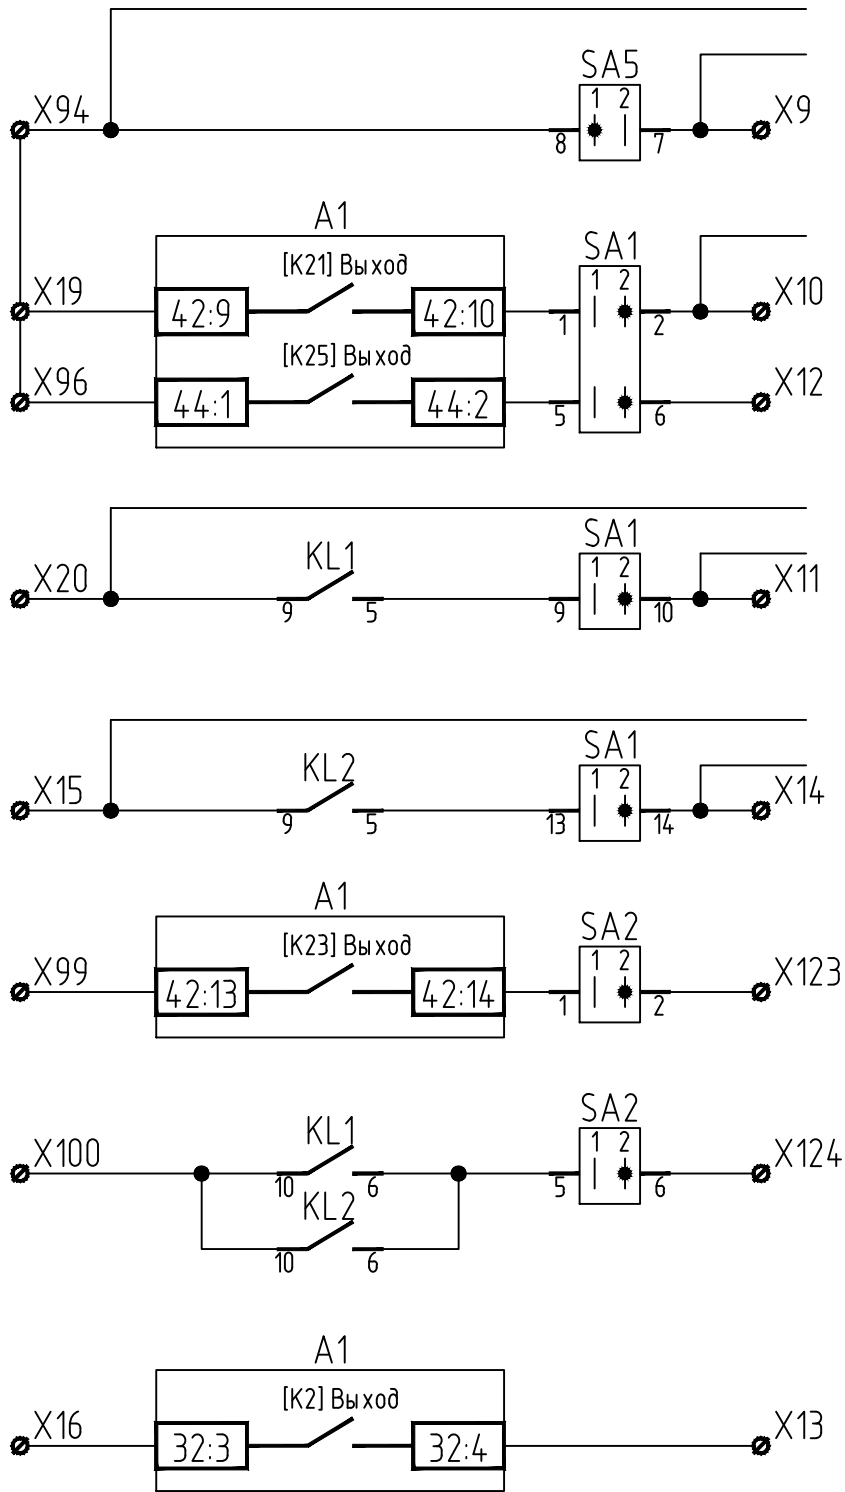 SA5
1 2
X94
X9
8 7
A1
SA1
[K21] Выход
1 2
X19
42:9
42:10
X10
1 2
[K25] Выход
X96
44:1
44:2
X12
5 6
SA1
KL1
1 2
X20
X11
9 5 9 10
SA1
KL2
1 2
X15
X14
9 5 13 14
A1
SA2
[K23] Выход
1 2
X99
42:13
42:14
X123
1 2
SA2
KL1
1 2
X100
X124
10 6 5 6
KL2
10 6
A1
[K2] Выход
X16
32:3
32:4
X13